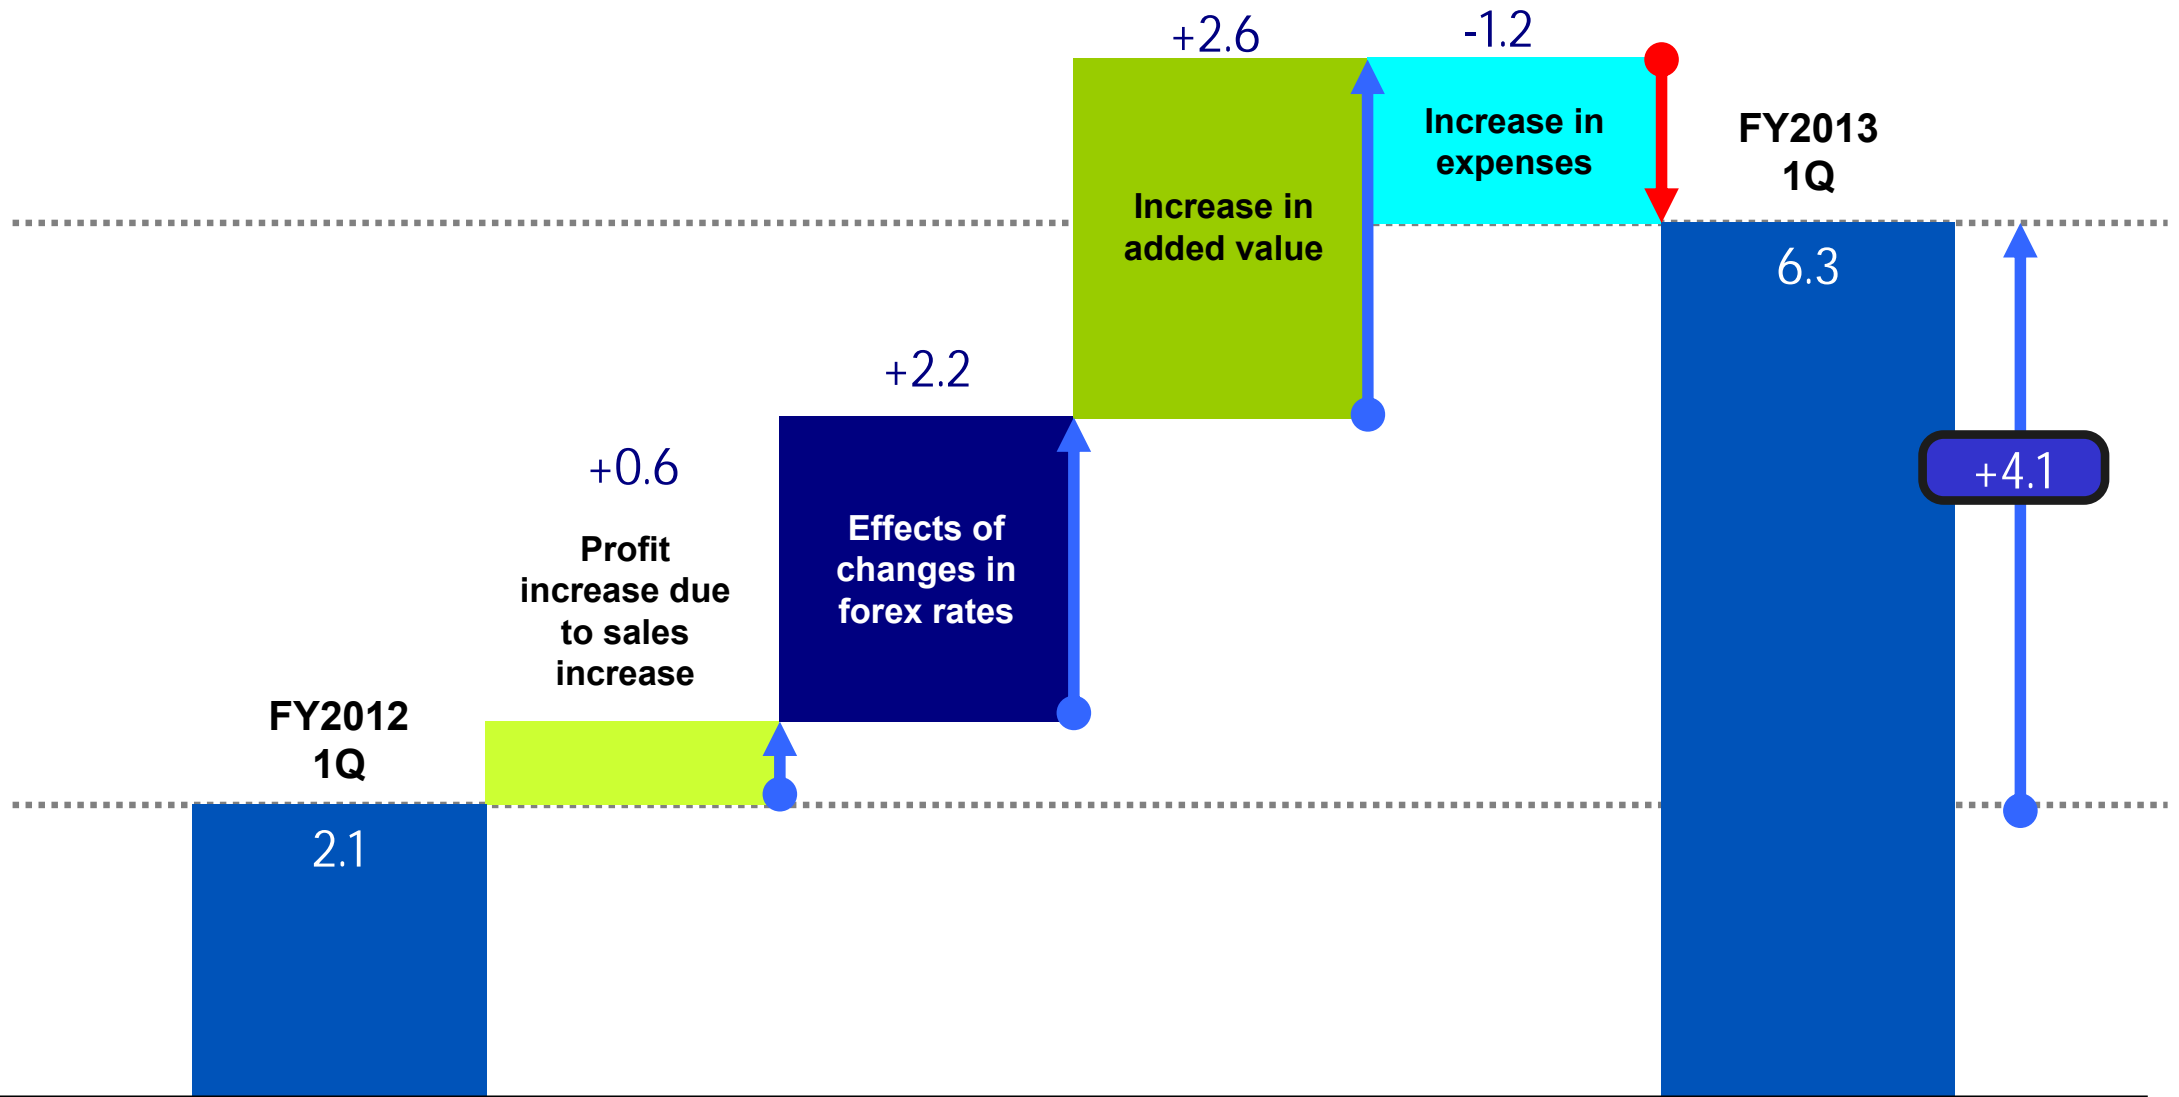 FY2012
1Q
2.1
+0.6
Profit
increase due
to sales
increase
+2.2
Effects of
changes in
forex rates
+2.6
Increase in
added value
-1.2
Increase in
expenses
FY2013
1Q
6.3
+4.1